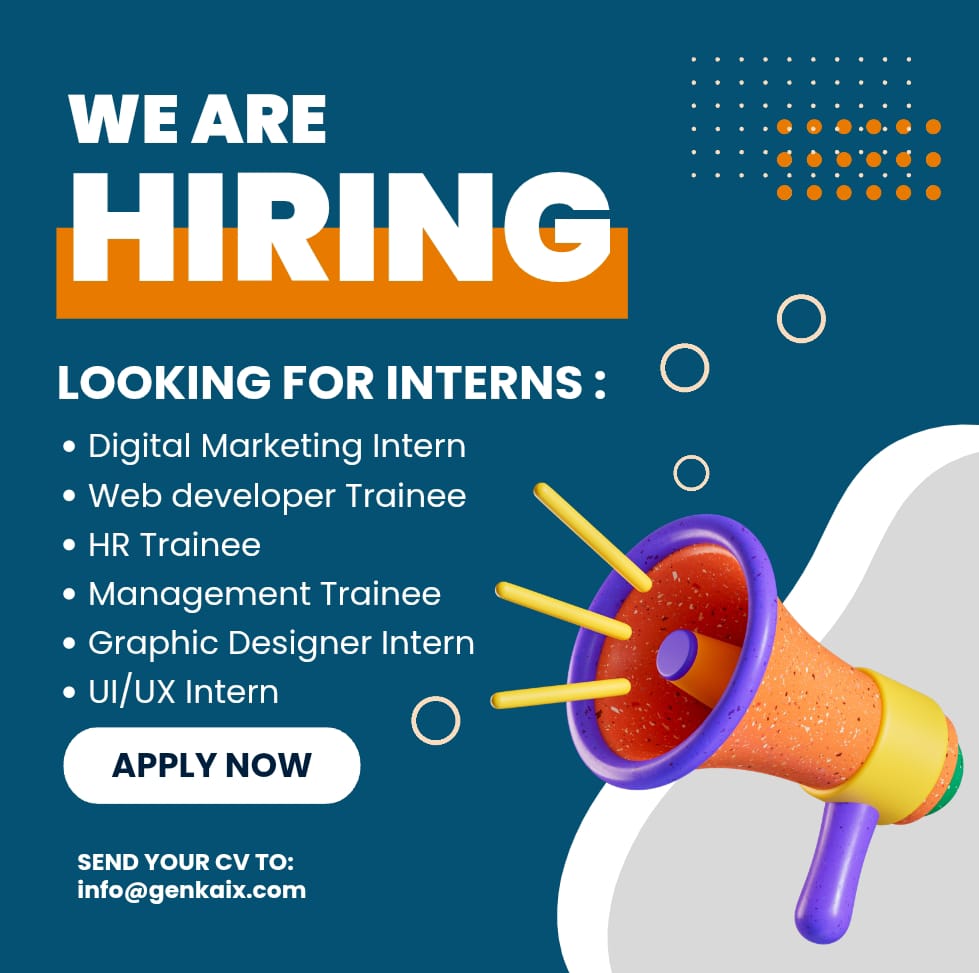 WE ARE
HIRING
LOOKING FOR INTERNS :
• Digital Marketing Intern
• Web developer Trainee
• HR Trainee
• Management Trainee
• Graphic Designer Intern
• UI/UX Intern
APPLY NOW
SEND YOUR CV TO:
info@genkaix.com